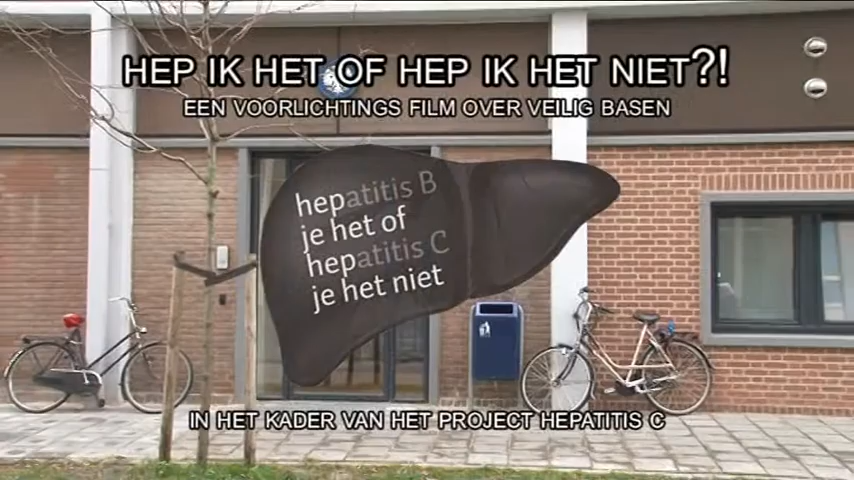 HEP IK HET OF HEP IK HET NIET?!
EEN VOORLICHTINGS FILM OVER VEILIG BASEN
hepatitis B
je het of
hepatitis C
je het niet
IN HET KADER VAN HET PROJECT HEPATITIS C